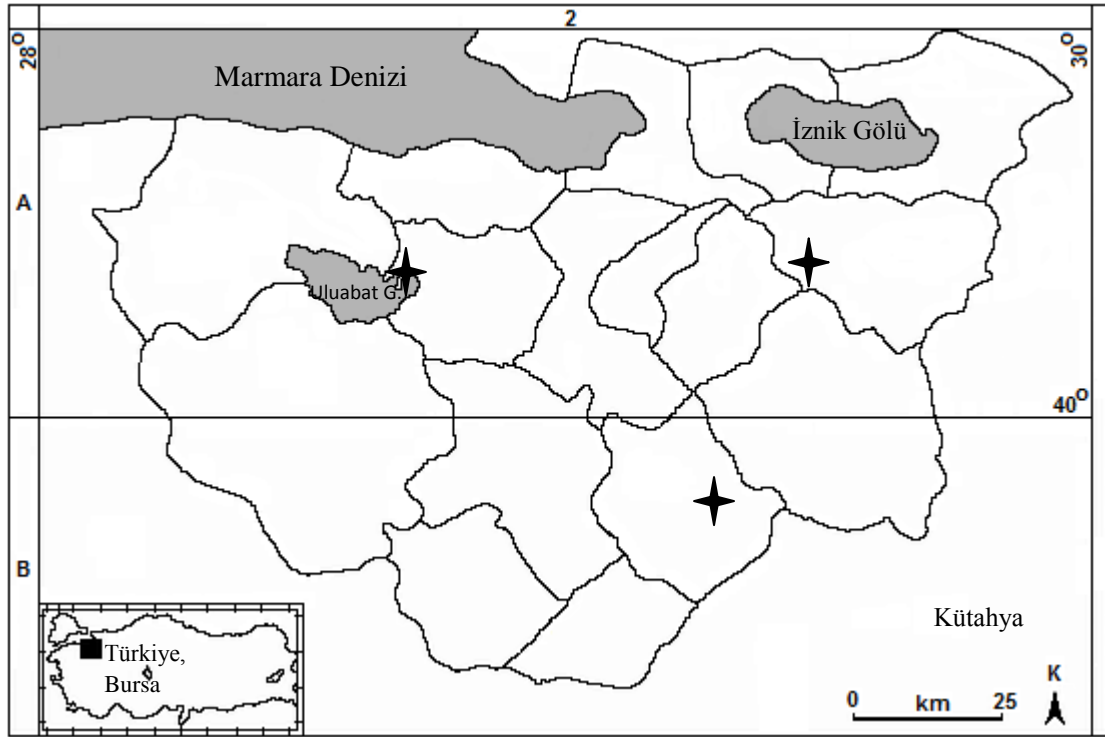 2
28°
30°
Marmara Denizi
İznik Gölü
A
Uluabat G.
40°
B
Türkiye,
Bursa
Kütahya
K
0 km 25